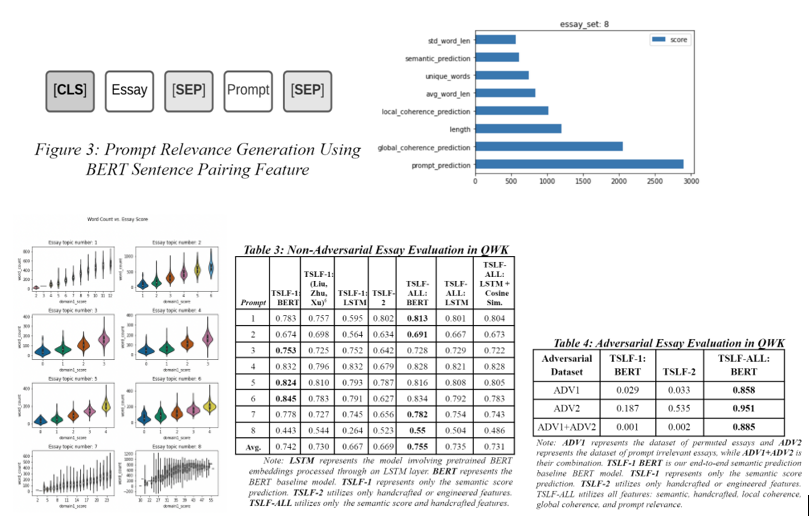 [CLS] Essay [SEP] Prompt [SEP]
Figure 3: Prompt Relevance Generation Using
BERT Sentence Pairing Feature
essay_set: 8
score
std_word_len
semantic_prediction
unique_words
avg_word_len
local_coherence_prediction
length
global_coherence_prediction
prompt_prediction
0 500 1000 1500 2000 2500 3000
Word Count vs. Essay Score
Essay topic number: 1
Essay topic number: 2
Essay topic number: 3
Essay topic number: 4
Essay topic number: 5
Essay topic number: 6
Essay topic number: 7
Essay topic number: 8
Table 3: Non-Adversarial Essay Evaluation in QWK
Prompt TSLF-1: BERT TSLF-1: (Liu, Zhu, Xu)¹ TSLF-1: LSTM TSLF-2 TSLF-ALL: BERT TSLF-ALL: LSTM TSLF-ALL: LSTM + Cosine Sim.
1 0.783 0.757 0.595 0.802 0.813 0.801 0.804
2 0.674 0.698 0.564 0.634 0.691 0.667 0.673
3 0.753 0.725 0.752 0.642 0.728 0.729 0.722
4 0.832 0.796 0.832 0.679 0.828 0.821 0.828
5 0.824 0.810 0.793 0.787 0.816 0.808 0.805
6 0.845 0.783 0.791 0.627 0.834 0.792 0.783
7 0.778 0.727 0.745 0.656 0.782 0.754 0.743
8 0.443 0.544 0.264 0.523 0.55 0.504 0.486
Avg. 0.742 0.730 0.667 0.669 0.755 0.735 0.731
Note: LSTM represents the model involving pretrained BERT
embeddings processed through an LSTM layer. BERT represents the
BERT baseline model. TSLF-1 represents only the semantic score
prediction. TSLF-2 utilizes only handcrafted or engineered features.
TSLF-ALL utilizes only the semantic score and handcrafted features.
Table 4: Adversarial Essay Evaluation in QWK
Adversarial Dataset TSLF-1: BERT TSLF-2 TSLF-ALL: BERT
ADV1 0.029 0.033 0.858
ADV2 0.187 0.535 0.951
ADV1+ADV2 0.001 0.002 0.885
Note: ADV1 represents the dataset of permuted essays and ADV2
represents the dataset of prompt irrelevant essays, while ADV1+ADV2 is
their combination. TSLF-1 BERT is our end-to-end semantic prediction
baseline BERT model. TSLF-1 represents only the semantic score
prediction. TSLF-2 utilizes only handcrafted or engineered features.
TSLF-ALL utilizes all features: semantic, handcrafted, local coherence,
global coherence, and prompt relevance.